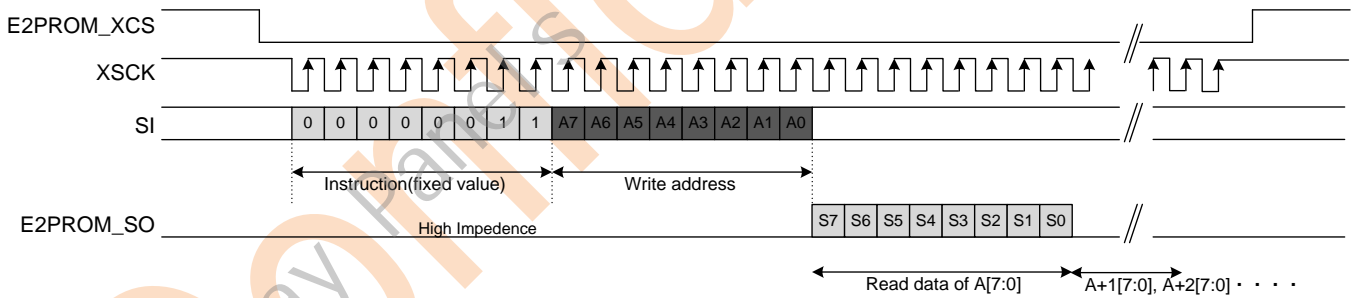 E2PROM_XCS
XSCK
SI 0 0 0 0 0 0 1 1 A7 A6 A5 A4 A3 A2 A1 A0
Instruction(fixed value) Write address
E2PROM_SO High Impedence S7 S6 S5 S4 S3 S2 S1 S0
Read data of A[7:0] A+1[7:0], A+2[7:0] · · · ·